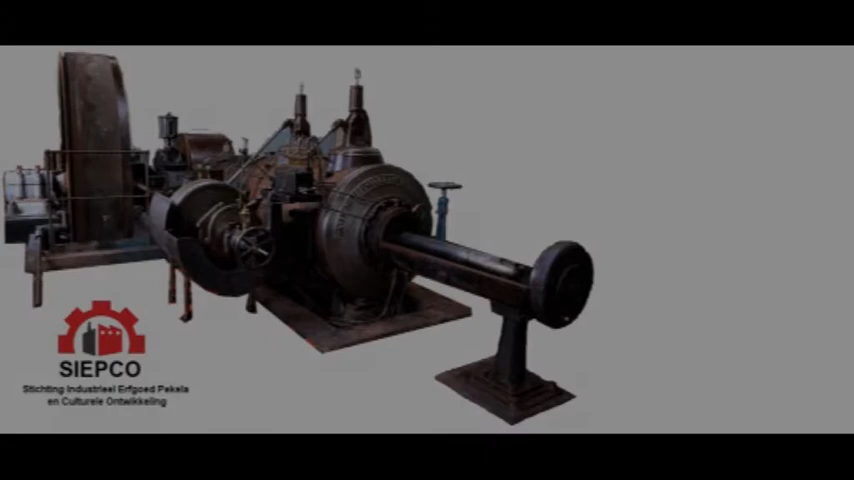 SIEPCO
Stichting Industrieel Erfgoed Pekela
en Culturele Ontwikkeling